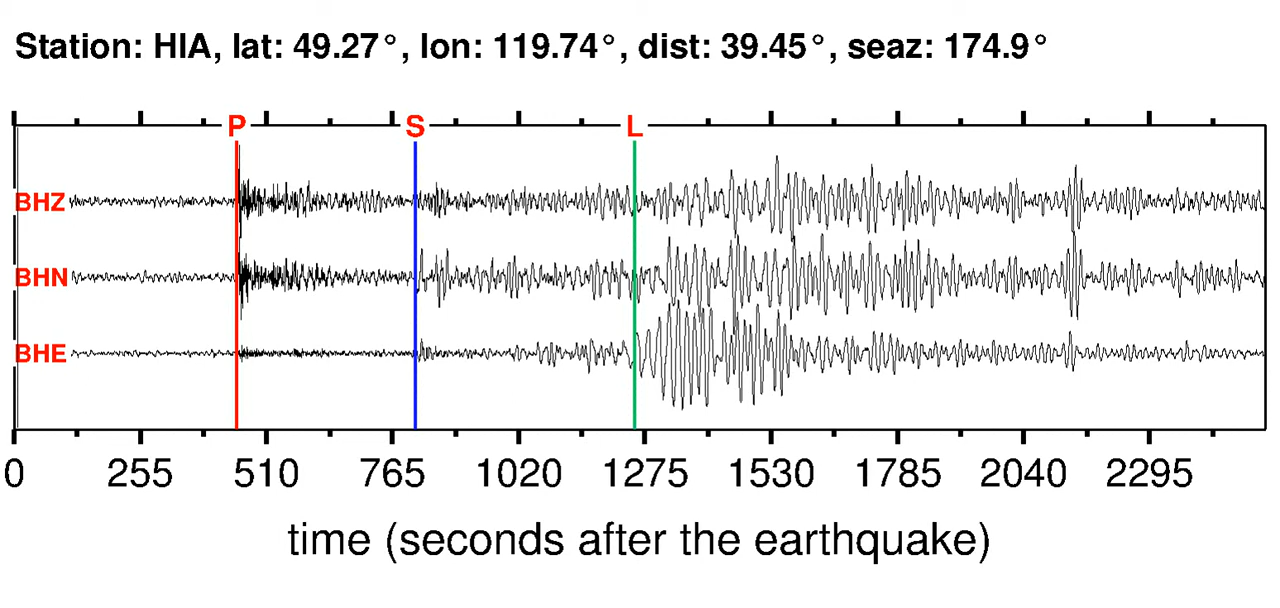 Station: HIA, lat: 49.27°, lon: 119.74°, dist: 39.45°, seaz: 174.9°
P S L
BHZ
BHN
BHE
0 255 510 765 1020 1275 1530 1785 2040 2295
time (seconds after the earthquake)